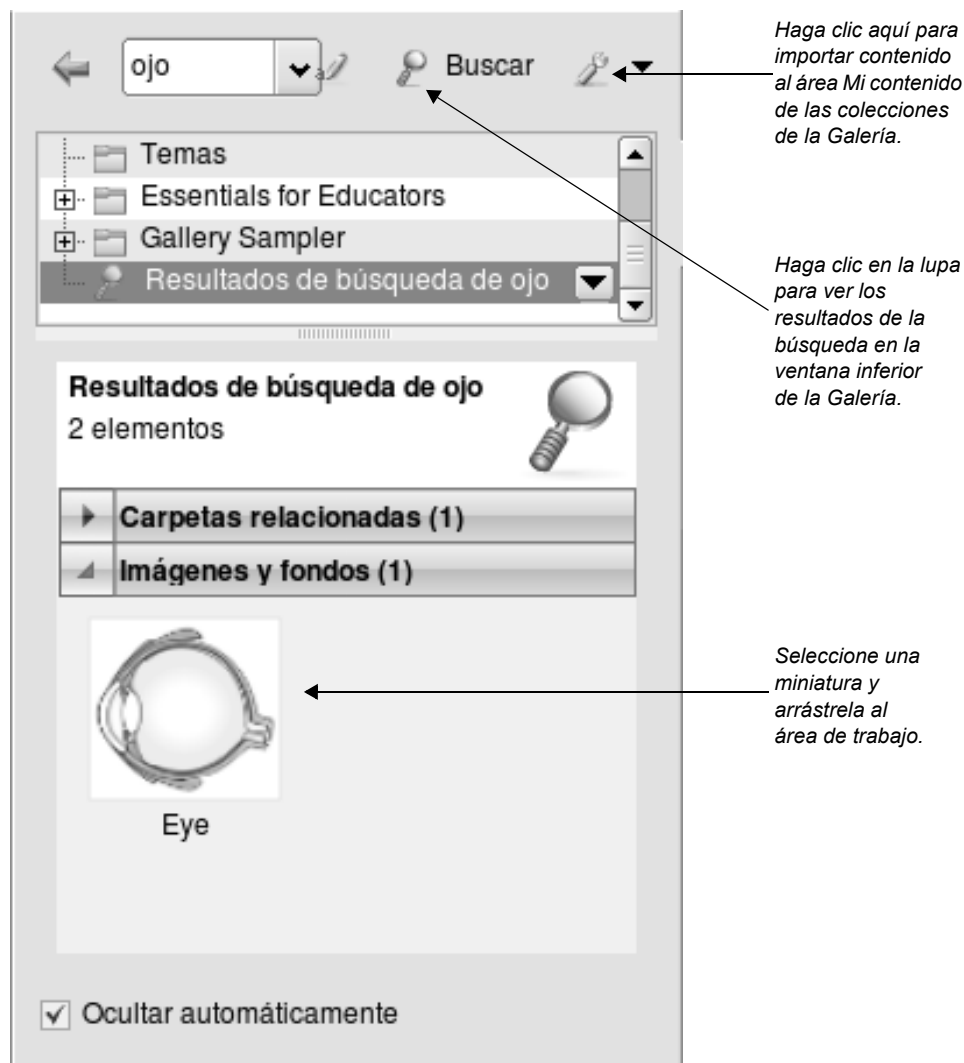 ojo
Buscar
Temas
Essentials for Educators
Gallery Sampler
Resultados de búsqueda de ojo
Resultados de búsqueda de ojo
2 elementos
Carpetas relacionadas (1)
Imágenes y fondos (1)
Eye
Ocultar automáticamente
Haga clic aquí para
importar contenido
al área Mi contenido
de las colecciones
de la Galería.
Haga clic en la lupa
para ver los
resultados de la
búsqueda en la
ventana inferior
de la Galería.
Seleccione una
miniatura y
arrástrela al
área de trabajo.